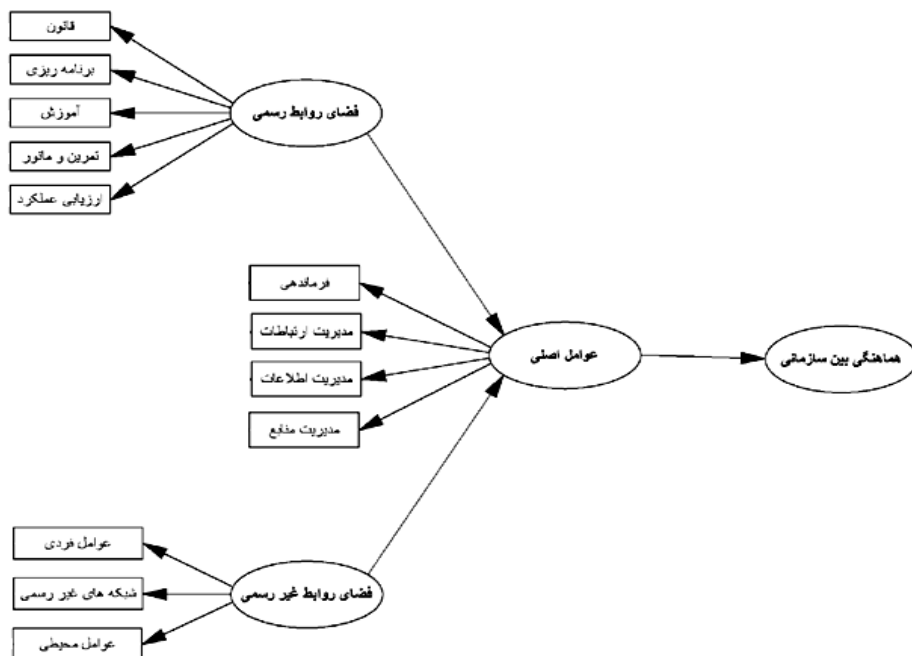 قانون
برنامه ریزی
آموزش
تمرین و مانور
ارزیابی عملکرد
فضای روابط رسمی
فرماندهی
مدیریت ارتباطات
مدیریت اطلاعات
مدیریت منابع
عوامل اصلی
هماهنگی بین سازمانی
عوامل فردی
شبکه های غیر رسمی
عوامل محیطی
فضای روابط غیر رسمی